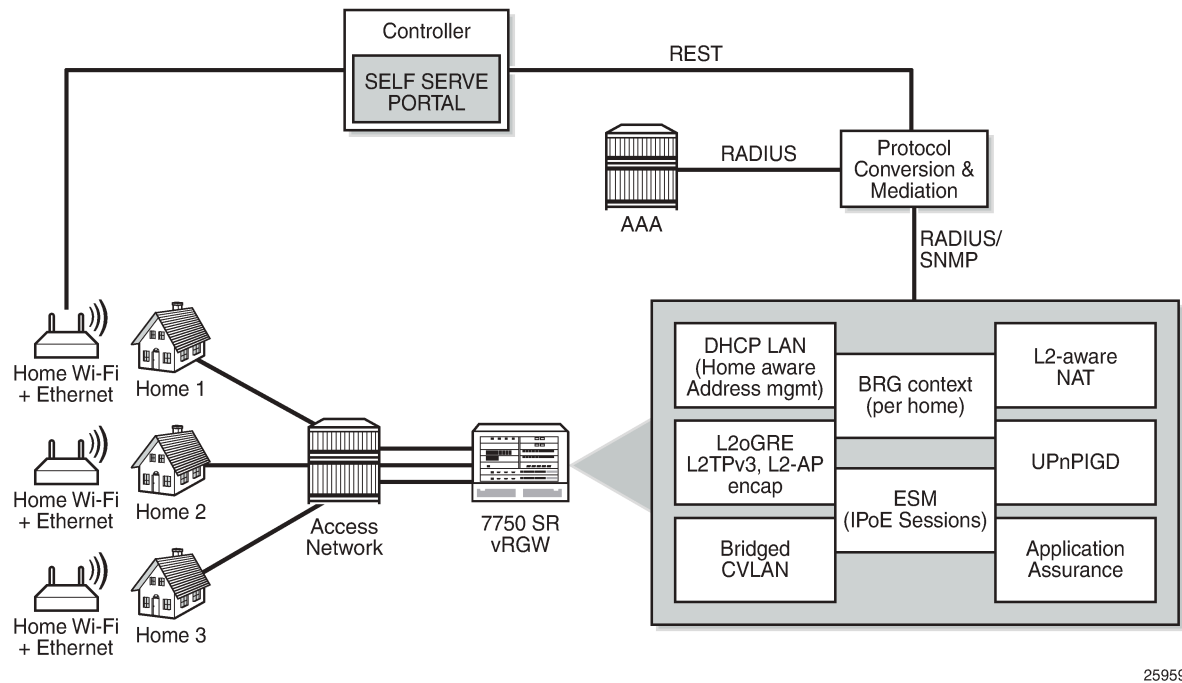 Controller
SELF SERVE
PORTAL
REST
RADIUS
Protocol
Conversion &
Mediation
AAA
RADIUS/
SNMP
Home Wi-Fi
+ Ethernet
Home 1
Home Wi-Fi
+ Ethernet
Home 2
Home Wi-Fi
+ Ethernet
Home 3
Access
Network
7750 SR
vRGW
DHCP LAN
(Home aware
Address mgmt)
BRG context
(per home)
L2-aware
NAT
L2oGRE
L2TPv3, L2-AP
encap
UPnPIGD
ESM
(IPoE Sessions)
Bridged
CVLAN
Application
Assurance
25959